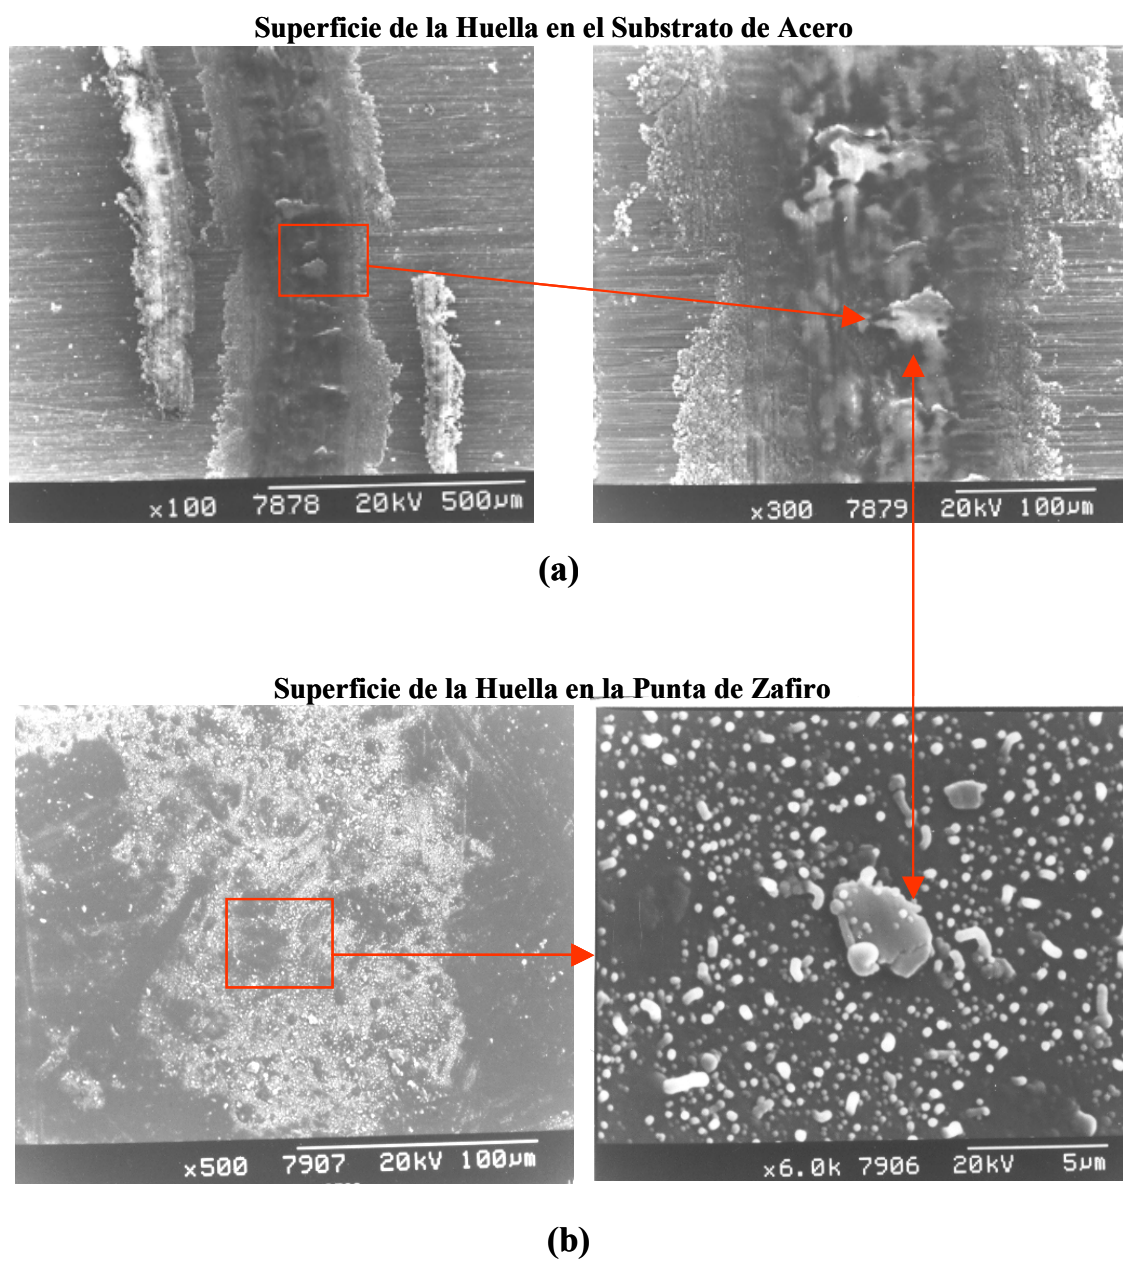 Superficie de la Huella en el Substrato de Acero
x100 7878 20kV 500µm
x300 7879 20kV 100µm
(a)
Superficie de la Huella en la Punta de Zafiro
x500 7907 20kV 100µm
x6.0k 7906 20kV 5µm
(b)